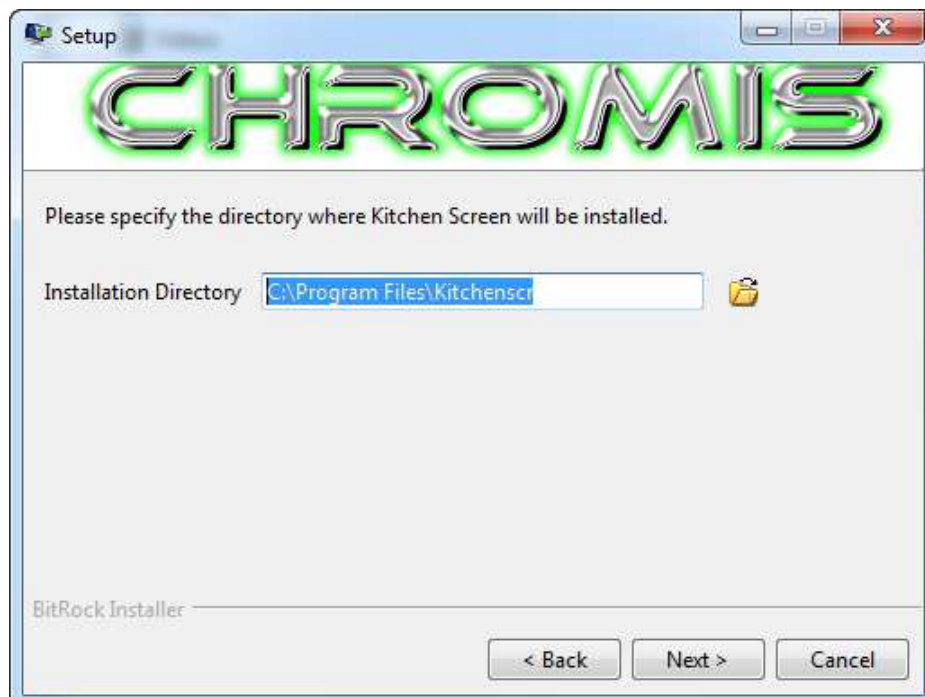 Setup
CHROMIS
Please specify the directory where Kitchen Screen will be installed.
Installation Directory C:\Program Files\Kitchenscr
BitRock Installer
< Back Next > Cancel